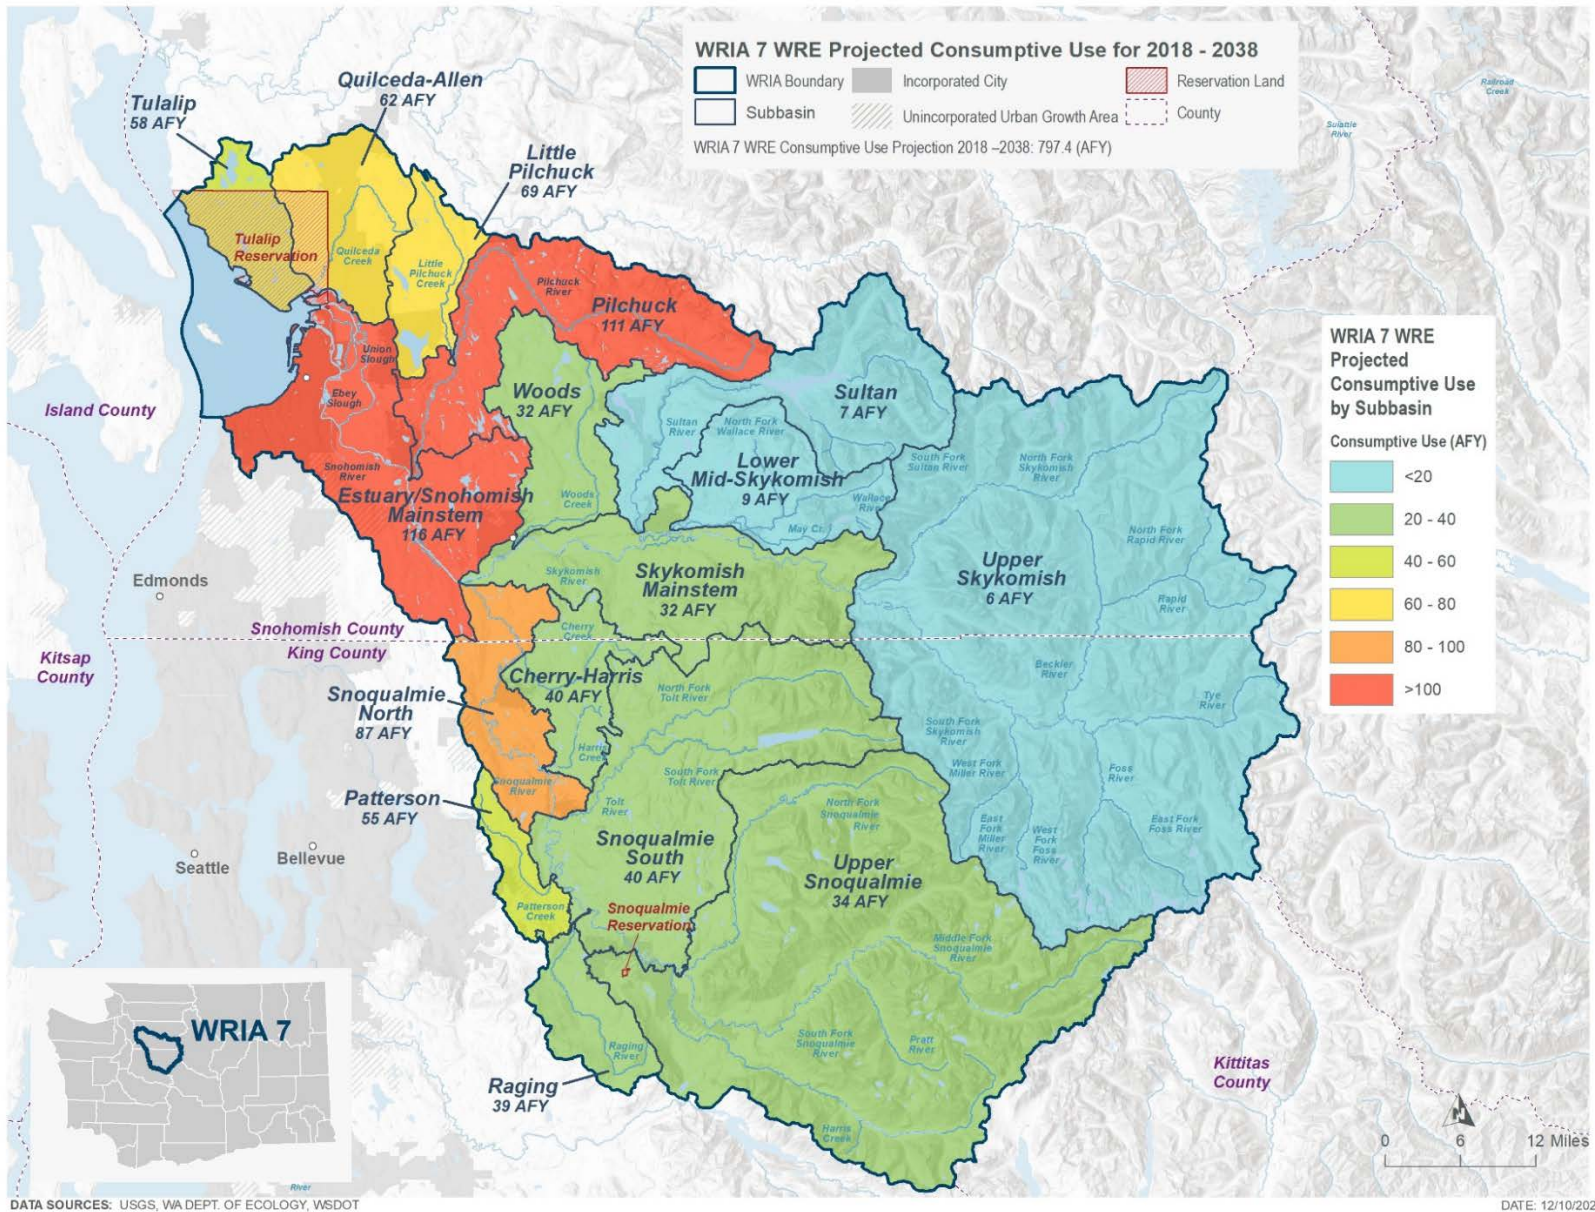 WRIA 7 WRE Projected Consumptive Use for 2018 - 2038
WRIA Boundary
Incorporated City
Reservation Land
Subbasin
Unincorporated Urban Growth Area
County
WRIA 7 WRE Consumptive Use Projection 2018 –2038: 797.4 (AFY)
Railroad
Creek
Suiattle
River
Quilceda-Allen
62 AFY
Tulalip
58 AFY
Little
Pilchuck
69 AFY
Tulalip
Reservation
Quilceda
Creek
Little
Pilchuck
Creek
Pilchuck
River
Pilchuck
111 AFY
Union
Slough
Ebey
Slough
Woods
32 AFY
Sultan
7 AFY
Sultan
River
North Fork
Wallace River
Lower
Mid-Skykomish
9 AFY
Wallace
River
May Cr.
South Fork
Sultan River
North Fork
Skykomish
River
North Fork
Rapid River
Rapid
River
Upper
Skykomish
6 AFY
Island County
Snohomish
River
Estuary/Snohomish
Mainstem
116 AFY
Woods
Creek
Skykomish
River
Skykomish
Mainstem
32 AFY
Edmonds
Snohomish County
King County
Kitsap
County
Cherry
Creek
Cherry-Harris
40 AFY
Harris
Creek
Snoqualmie
North
87 AFY
Snoqualmie
River
North Fork
Tolt River
South Fork
Tolt River
Tolt
River
Beckler
River
Tye
River
South Fork
Skykomish
River
West Fork
Miller River
Foss
River
East
Fork
Miller
River
West
Fork
Foss
River
East Fork
Foss River
Patterson
55 AFY
Patterson
Creek
Seattle
Bellevue
Snoqualmie
South
40 AFY
Snoqualmie
Reservation
North Fork
Snoqualmie
River
Upper
Snoqualmie
34 AFY
Middle Fork
Snoqualmie
River
South Fork
Snoqualmie
River
Pratt
River
Raging
River
Raging
39 AFY
Harris
Creek
Kittitas
County
WRIA 7 WRE
Projected
Consumptive Use
by Subbasin
Consumptive Use (AFY)
<20
20 - 40
40 - 60
60 - 80
80 - 100
>100
WRIA 7
River
N
0 6 12 Miles
DATA SOURCES: USGS, WA DEPT. OF ECOLOGY, WSDOT
DATE: 12/10/202